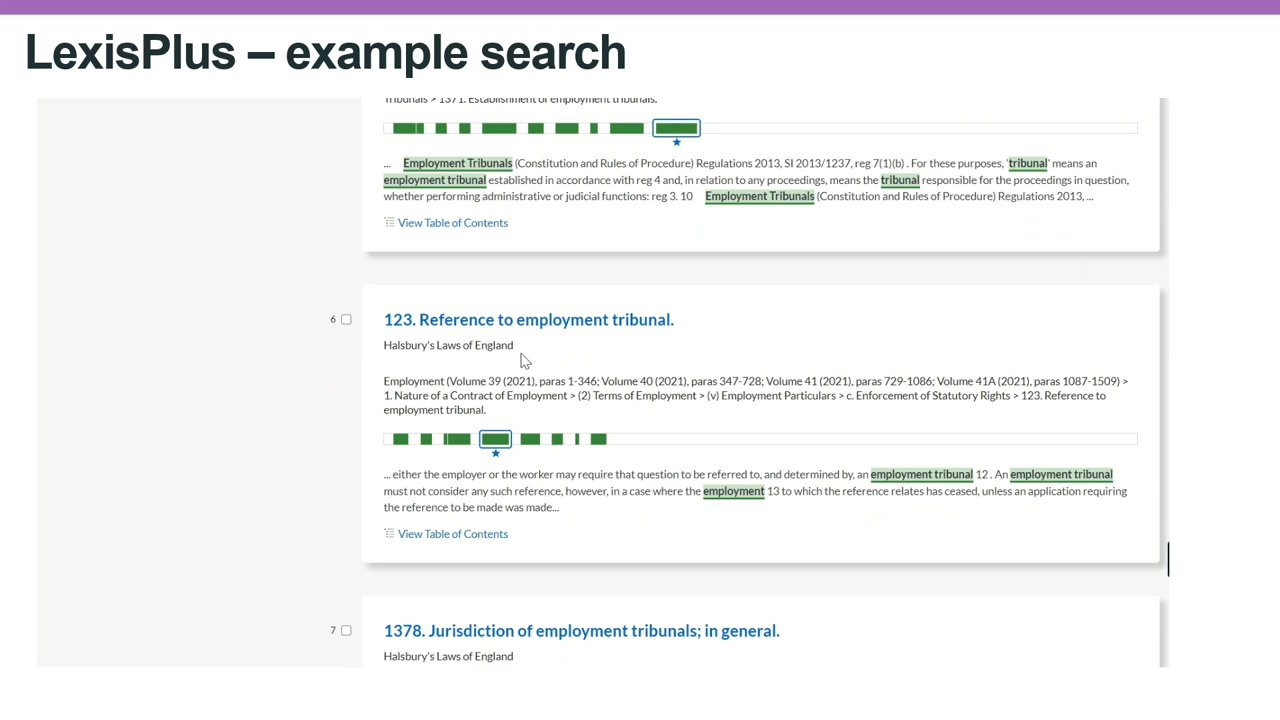 LexisPlus – example search
Tribunals > 1371. Establishment of employment tribunals.
... Employment Tribunals (Constitution and Rules of Procedure) Regulations 2013, SI 2013/1237, reg 7(1)(b) . For these purposes, 'tribunal' means an
employment tribunal established in accordance with reg 4 and, in relation to any proceedings, means the tribunal responsible for the proceedings in question,
whether performing administrative or judicial functions: reg 3. 10 Employment Tribunals (Constitution and Rules of Procedure) Regulations 2013, ...
View Table of Contents
6
123. Reference to employment tribunal.
Halsbury's Laws of England
Employment (Volume 39 (2021), paras 1-346; Volume 40 (2021), paras 347-728; Volume 41 (2021), paras 729-1086; Volume 41A (2021), paras 1087-1509) >
1. Nature of a Contract of Employment > (2) Terms of Employment > (v) Employment Particulars > c. Enforcement of Statutory Rights > 123. Reference to
employment tribunal.
... either the employer or the worker may require that question to be referred to, and determined by, an employment tribunal 12 . An employment tribunal
must not consider any such reference, however, in a case where the employment 13 to which the reference relates has ceased, unless an application requiring
the reference to be made was made...
View Table of Contents
7
1378. Jurisdiction of employment tribunals; in general.
Halsbury's Laws of England